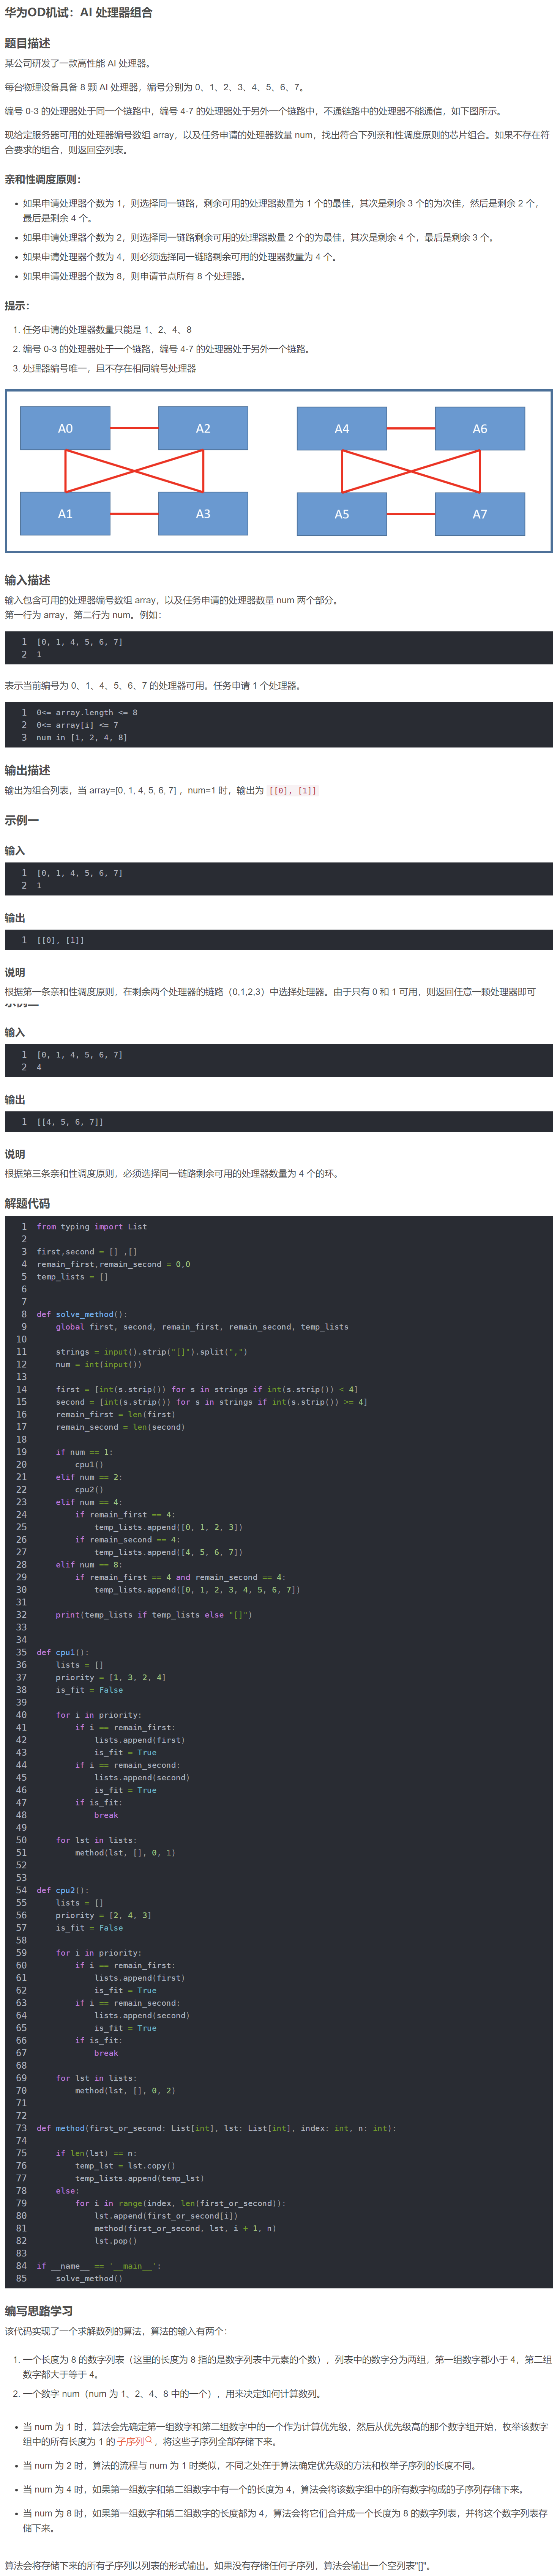 华为OD机试：AI 处理器组合
题目描述
某公司研发了一款高性能 AI 处理器。
每台物理设备具备 8 颗 AI 处理器，编号分别为 0、1、2、3、4、5、6、7。
编号 0-3 的处理器处于同一个链路中，编号 4-7 的处理器处于另外一个链路中，不通链路中的处理器不能通信，如下图所示。
现给定服务器可用的处理器编号数组 array，以及任务申请的处理器数量 num，找出符合下列亲和性调度原则的芯片组合。如果不存在符
合要求的组合，则返回空列表。
亲和性调度原则：
• 如果申请处理器个数为 1，则选择同一链路，剩余可用的处理器数量为 1 个的最佳，其次是剩余 3 个的为次佳，然后是剩余 2 个，
最后是剩余 4 个。
• 如果申请处理器个数为 2，则选择同一链路剩余可用的处理器数量 2 个的为最佳，其次是剩余 4 个，最后是剩余 3 个。
• 如果申请处理器个数为 4，则必须选择同一链路剩余可用的处理器数量为 4 个。
• 如果申请处理器个数为 8，则申请节点所有 8 个处理器。
提示：
1. 任务申请的处理器数量只能是 1、2、4、8
2. 编号 0-3 的处理器处于一个链路，编号 4-7 的处理器处于另外一个链路。
3. 处理器编号唯一，且不存在相同编号处理器
A0 A2 A4 A6
A1 A3 A5 A7
输入描述
输入包含可用的处理器编号数组 array，以及任务申请的处理器数量 num 两个部分。
第一行为 array，第二行为 num。例如：
1 [0, 1, 4, 5, 6, 7]
2 1
表示当前编号为 0、1、4、5、6、7 的处理器可用。任务申请 1 个处理器。
1 0<= array.length <= 8
2 0<= array[i] <= 7
3 num in [1, 2, 4, 8]
输出描述
输出为组合列表，当 array=[0, 1, 4, 5, 6, 7] ，num=1 时，输出为 [[0], [1]]
示例一
输入
1 [0, 1, 4, 5, 6, 7]
2 1
输出
1 [[0], [1]]
说明
根据第一条亲和性调度原则，在剩余两个处理器的链路（0,1,2,3）中选择处理器。由于只有 0 和 1 可用，则返回任意一颗处理器即可
输入
1 [0, 1, 4, 5, 6, 7]
2 4
输出
1 [[4, 5, 6, 7]]
说明
根据第三条亲和性调度原则，必须选择同一链路剩余可用的处理器数量为 4 个的环。
解题代码
1 from typing import List
2
3 first,second = [] ,[]
4 remain_first,remain_second = 0,0
5 temp_lists = []
6
7
8 def solve_method():
9     global first, second, remain_first, remain_second, temp_lists
10
11     strings = input().strip("[]").split(",")
12     num = int(input())
13
14     first = [int(s.strip()) for s in strings if int(s.strip()) < 4]
15     second = [int(s.strip()) for s in strings if int(s.strip()) >= 4]
16     remain_first = len(first)
17     remain_second = len(second)
18
19     if num == 1:
20         cpu1()
21     elif num == 2:
22         cpu2()
23     elif num == 4:
24         if remain_first == 4:
25             temp_lists.append([0, 1, 2, 3])
26         if remain_second == 4:
27             temp_lists.append([4, 5, 6, 7])
28     elif num == 8:
29         if remain_first == 4 and remain_second == 4:
30             temp_lists.append([0, 1, 2, 3, 4, 5, 6, 7])
31
32     print(temp_lists if temp_lists else "[]")
33
34
35 def cpu1():
36     lists = []
37     priority = [1, 3, 2, 4]
38     is_fit = False
39
40     for i in priority:
41         if i == remain_first:
42             lists.append(first)
43             is_fit = True
44         if i == remain_second:
45             lists.append(second)
46             is_fit = True
47         if is_fit:
48             break
49
50     for lst in lists:
51         method(lst, [], 0, 1)
52
53
54 def cpu2():
55     lists = []
56     priority = [2, 4, 3]
57     is_fit = False
58
59     for i in priority:
60         if i == remain_first:
61             lists.append(first)
62             is_fit = True
63         if i == remain_second:
64             lists.append(second)
65             is_fit = True
66         if is_fit:
67             break
68
69     for lst in lists:
70         method(lst, [], 0, 2)
71
72
73 def method(first_or_second: List[int], lst: List[int], index: int, n: int):
74
75     if len(lst) == n:
76         temp_lst = lst.copy()
77         temp_lists.append(temp_lst)
78     else:
79         for i in range(index, len(first_or_second)):
80             lst.append(first_or_second[i])
81             method(first_or_second, lst, i + 1, n)
82             lst.pop()
83
84 if __name__ == '__main__':
85     solve_method()
编写思路学习
该代码实现了一个求解数列的算法，算法的输入有两个：
1. 一个长度为 8 的数字列表（这里的长度为 8 指的是数列表中元素的个数），列表中的数字分为两组，第一组数字都小于 4，第二组
数字都大于等于 4。
2. 一个数字 num（num 为 1、2、4、8 中的一个），用来决定如何计算数列。
• 当 num 为 1 时，算法会先确定第一组数字和第二组数字中的一个作为计算优先级，然后从优先级高的那个数字组开始，枚举该数字
组中的所有长度为 1 的 子序列，将这些子序列全部存储下来。
• 当 num 为 2 时，算法的流程与 num 为 1 时类似，不同之处在于算法确定优先级的方法和枚举子序列的长度不同。
• 当 num 为 4 时，如果第一组数字和第二组数字中有一个的长度为 4，算法会将该数字组中的所有数字构成的子序列存储下来。
• 当 num 为 8 时，如果第一组数字和第二组数字的长度都为 4，算法会将它们合并成一个长度为 8 的数字列表，并将这个数字列表存
储下来。
算法会将存储下来的所有子序列以列表的形式输出。如果没有存储任何子序列，算法会输出一个空列表"[]"。